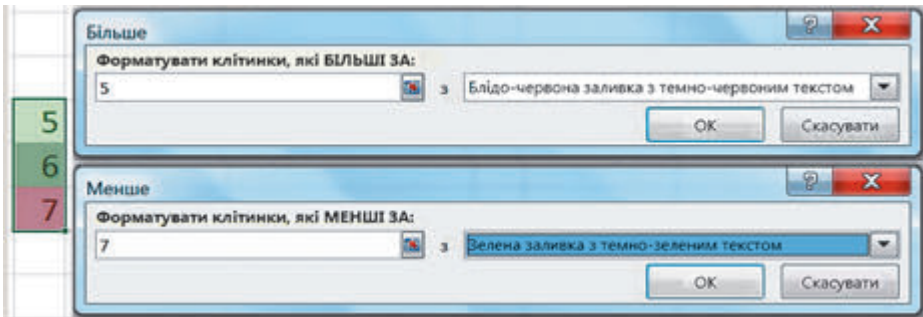 5
6
7
Більше
Форматувати клітинки, які БІЛЬШІ ЗА:
5 з Блідо-червона заливка з темно-червоним текстом
OK Скасувати
Менше
Форматувати клітинки, які МЕНШІ ЗА:
7 з Зелена заливка з темно-зеленим текстом
OK Скасувати